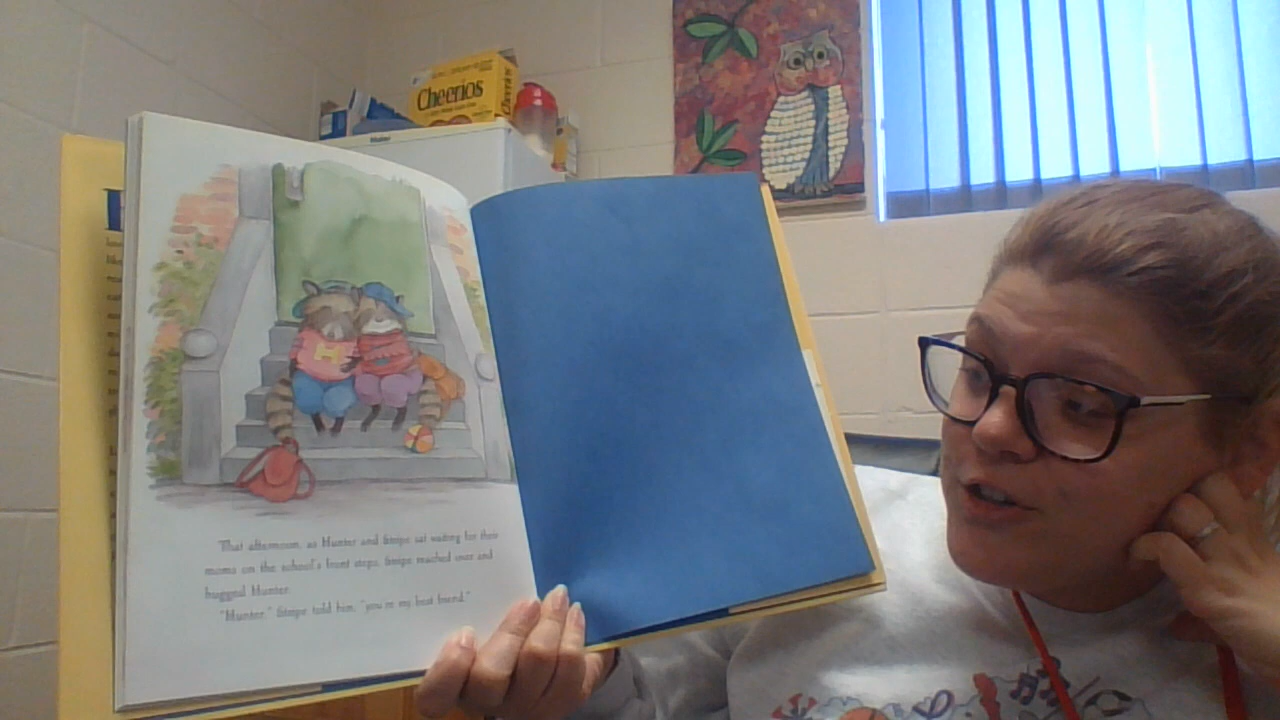 Cheerios
Haier
H
That afternoon, as Hunter and Stripe sat waiting for their
moms on the school's front steps, Stripe reached over and
hugged Hunter.
"Hunter," Stripe told him, "you're my best friend."